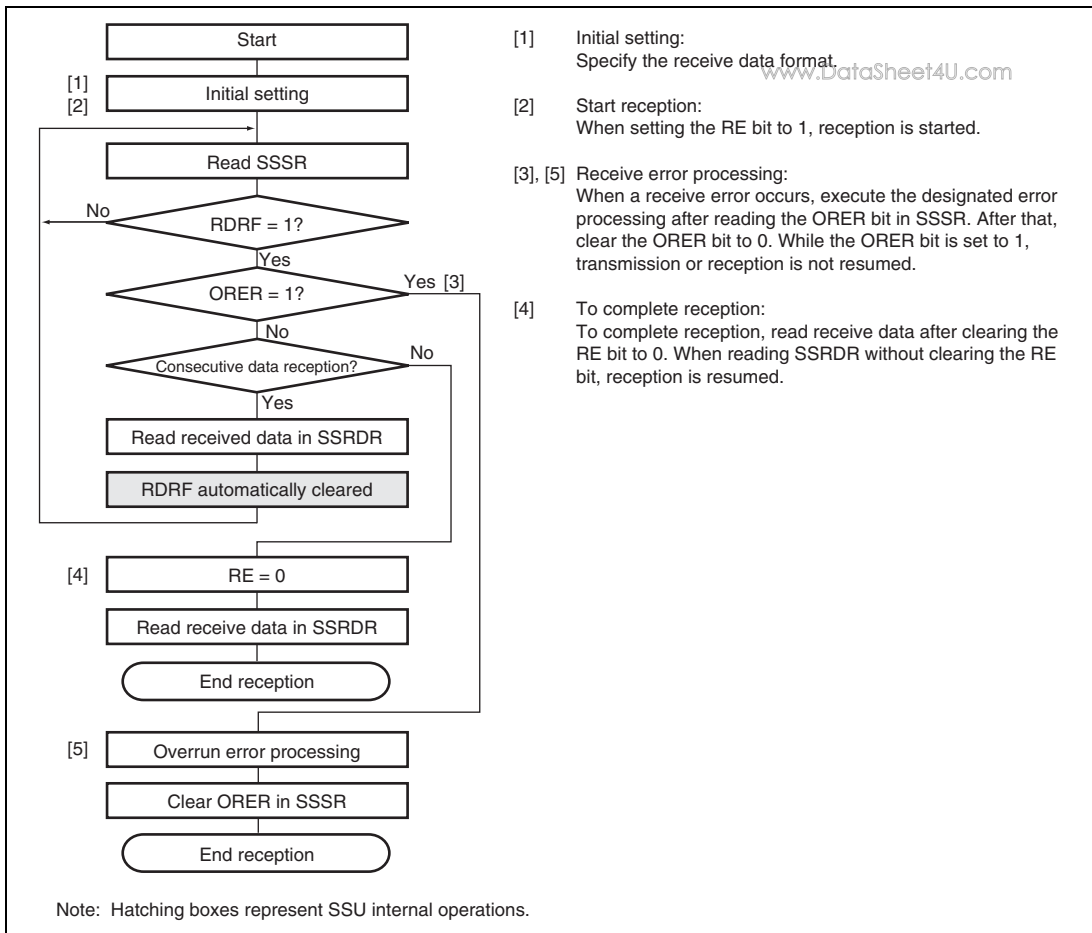 Start
[1]
[2]
Initial setting
Read SSSR
No
RDRF = 1?
Yes
ORER = 1?
Yes [3]
No
Consecutive data reception?
No
Yes
Read received data in SSRDR
RDRF automatically cleared
[4]
RE = 0
Read receive data in SSRDR
End reception
[5]
Overrun error processing
Clear ORER in SSSR
End reception
[1] Initial setting:
Specify the receive data format.
www.DataSheet4U.com
[2] Start reception:
When setting the RE bit to 1, reception is started.
[3], [5] Receive error processing:
When a receive error occurs, execute the designated error
processing after reading the ORER bit in SSSR. After that,
clear the ORER bit to 0. While the ORER bit is set to 1,
transmission or reception is not resumed.
[4] To complete reception:
To complete reception, read receive data after clearing the
RE bit to 0. When reading SSRDR without clearing the RE
bit, reception is resumed.
Note: Hatching boxes represent SSU internal operations.